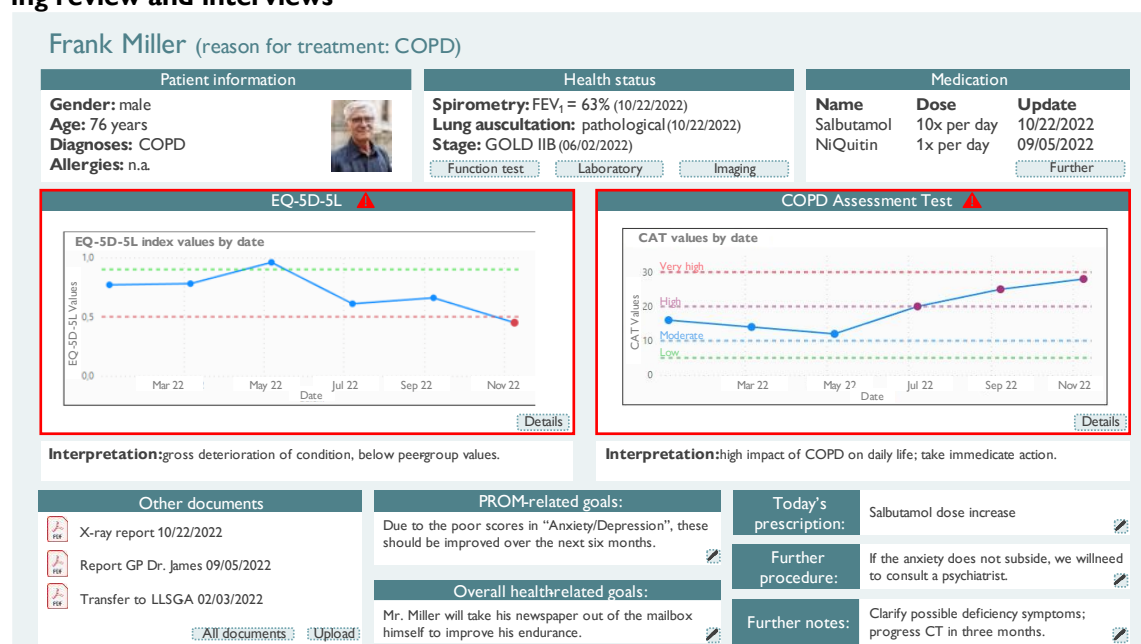 ing review and interviews
Frank Miller (reason for treatment: COPD)
Patient information
Gender: male
Age: 76 years
Diagnoses: COPD
Allergies: n.a.
Health status
Spirometry: FEV₁ = 63% (10/22/2022)
Lung auscultation: pathological (10/22/2022)
Stage: GOLD IIB (06/02/2022)
Function test Laboratory Imaging
Medication
Name Dose Update
Salbutamol 10x per day 10/22/2022
NiQuitin 1x per day 09/05/2022
Further
EQ-5D-5L
EQ-5D-5L index values by date
EQ-5D-5L Values
1,0
0,5
0,0
Mar 22 May 22 Jul 22 Sep 22 Nov 22
Date
Details
Interpretation: gross deterioration of condition, below peergroup values.
COPD Assessment Test
CAT values by date
CAT Values
30 Very high
20 High
10 Moderate
Low
0
Mar 22 May 22 Jul 22 Sep 22 Nov 22
Date
Details
Interpretation: high impact of COPD on daily life; take immedicate action.
Other documents
PDF X-ray report 10/22/2022
PDF Report GP Dr. James 09/05/2022
PDF Transfer to LLSGA 02/03/2022
All documents Upload
PROM-related goals:
Due to the poor scores in “Anxiety/Depression”, these
should be improved over the next six months.
Overall health-related goals:
Mr. Miller will take his newspaper out of the mailbox
himself to improve his endurance.
Today's
prescription:
Salbutamol dose increase
Further
procedure:
If the anxiety does not subside, we willneed
to consult a psychiatrist.
Further notes:
Clarify possible deficiency symptoms;
progress CT in three months.